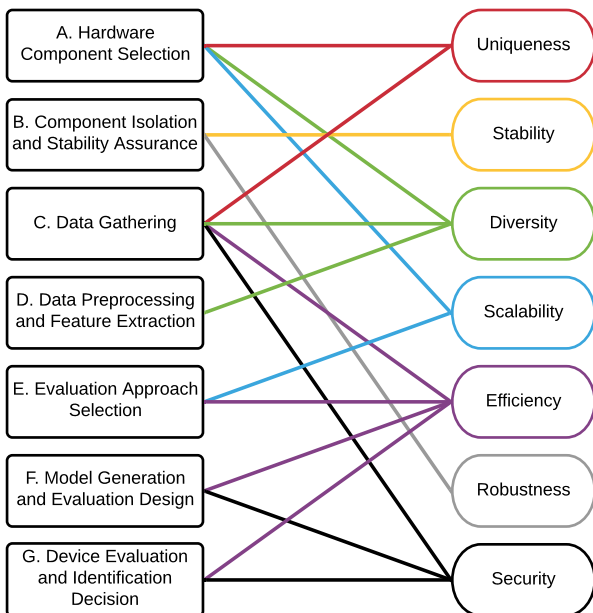 A. Hardware
Component Selection
Uniqueness
B. Component Isolation
and Stability Assurance
Stability
C. Data Gathering
Diversity
D. Data Preprocessing
and Feature Extraction
Scalability
E. Evaluation Approach
Selection
Efficiency
F. Model Generation
and Evaluation Design
Robustness
G. Device Evaluation
and Identification
Decision
Security